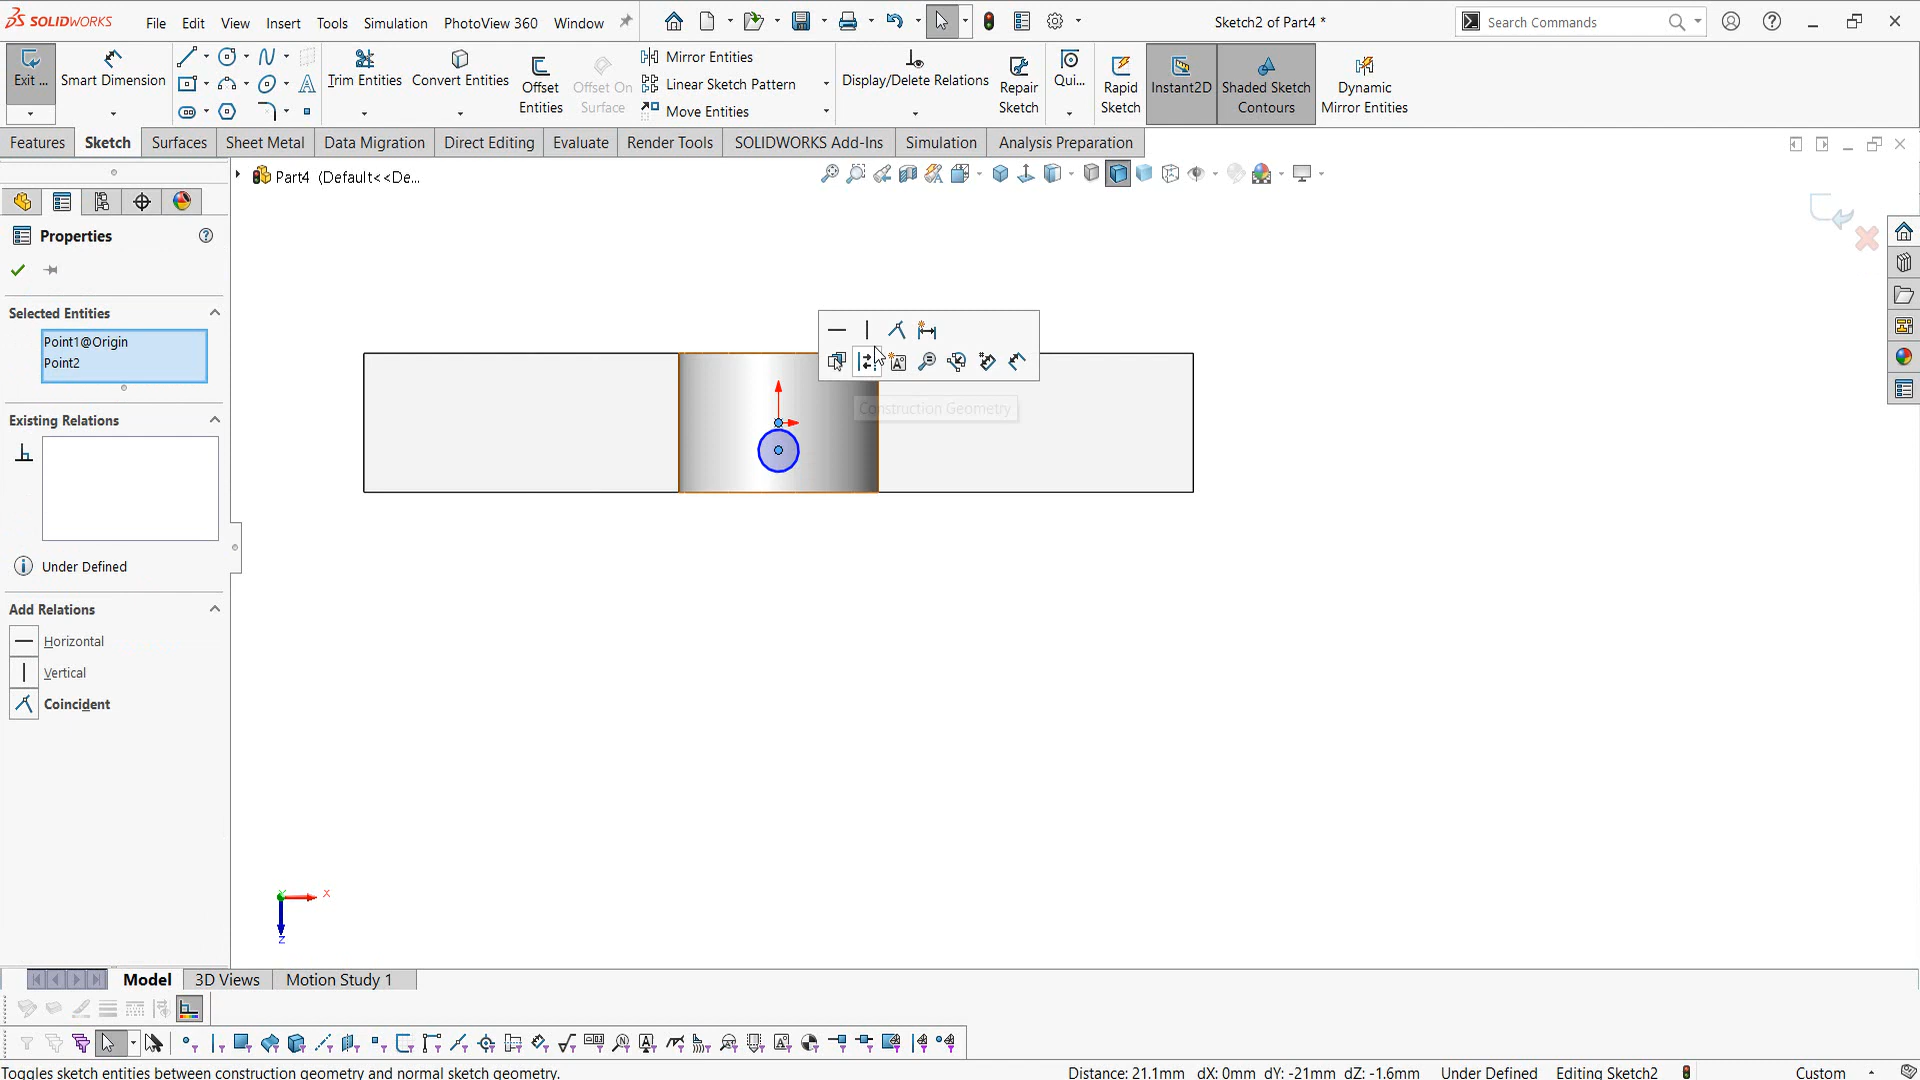 SOLIDWORKS
File
Edit
View
Insert
Tools
Simulation
PhotoView 360
Window
Sketch2 of Part4 *
Search Commands
Exit ...
Smart Dimension
Trim Entities
Convert Entities
Offset
Entities
Offset On
Surface
Mirror Entities
Linear Sketch Pattern
Move Entities
Display/Delete Relations
Repair
Sketch
Qui...
Rapid
Sketch
Instant2D
Shaded Sketch
Contours
Dynamic
Mirror Entities
Features
Sketch
Surfaces
Sheet Metal
Data Migration
Direct Editing
Evaluate
Render Tools
SOLIDWORKS Add-Ins
Simulation
Analysis Preparation
Part4 (Default<<De...
Properties
Selected Entities
Point1@Origin
Point2
Existing Relations
Under Defined
Add Relations
Horizontal
Vertical
Coincident
Construction Geometry
X
Z
Model
3D Views
Motion Study 1
Toggles sketch entities between construction geometry and normal sketch geometry.
Distance: 21.1mm dX: 0mm dY: -21mm dZ: -1.6mm
Under Defined
Editing Sketch2
Custom